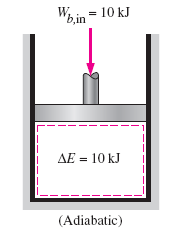 W_b,in = 10 kJ
ΔE = 10 kJ
(Adiabatic)